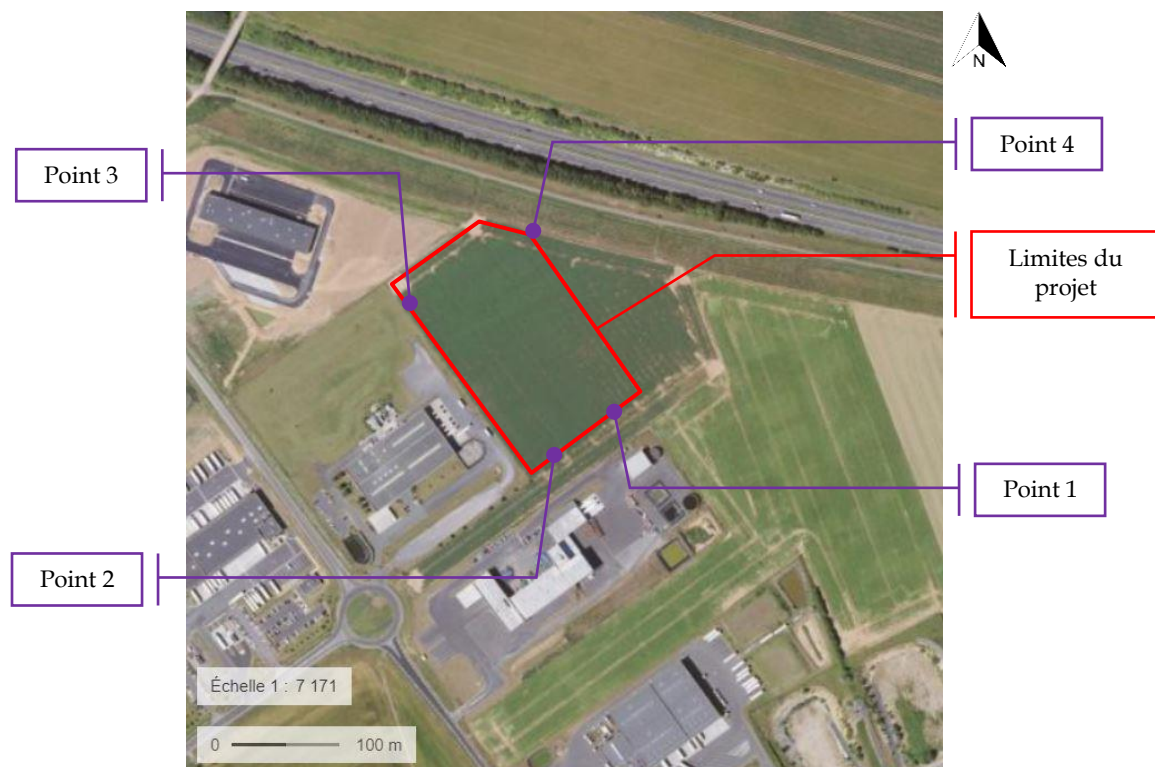 N
Point 4
Point 3
Limites du
projet
Point 1
Point 2
Échelle 1 : 7 171
0 100 m